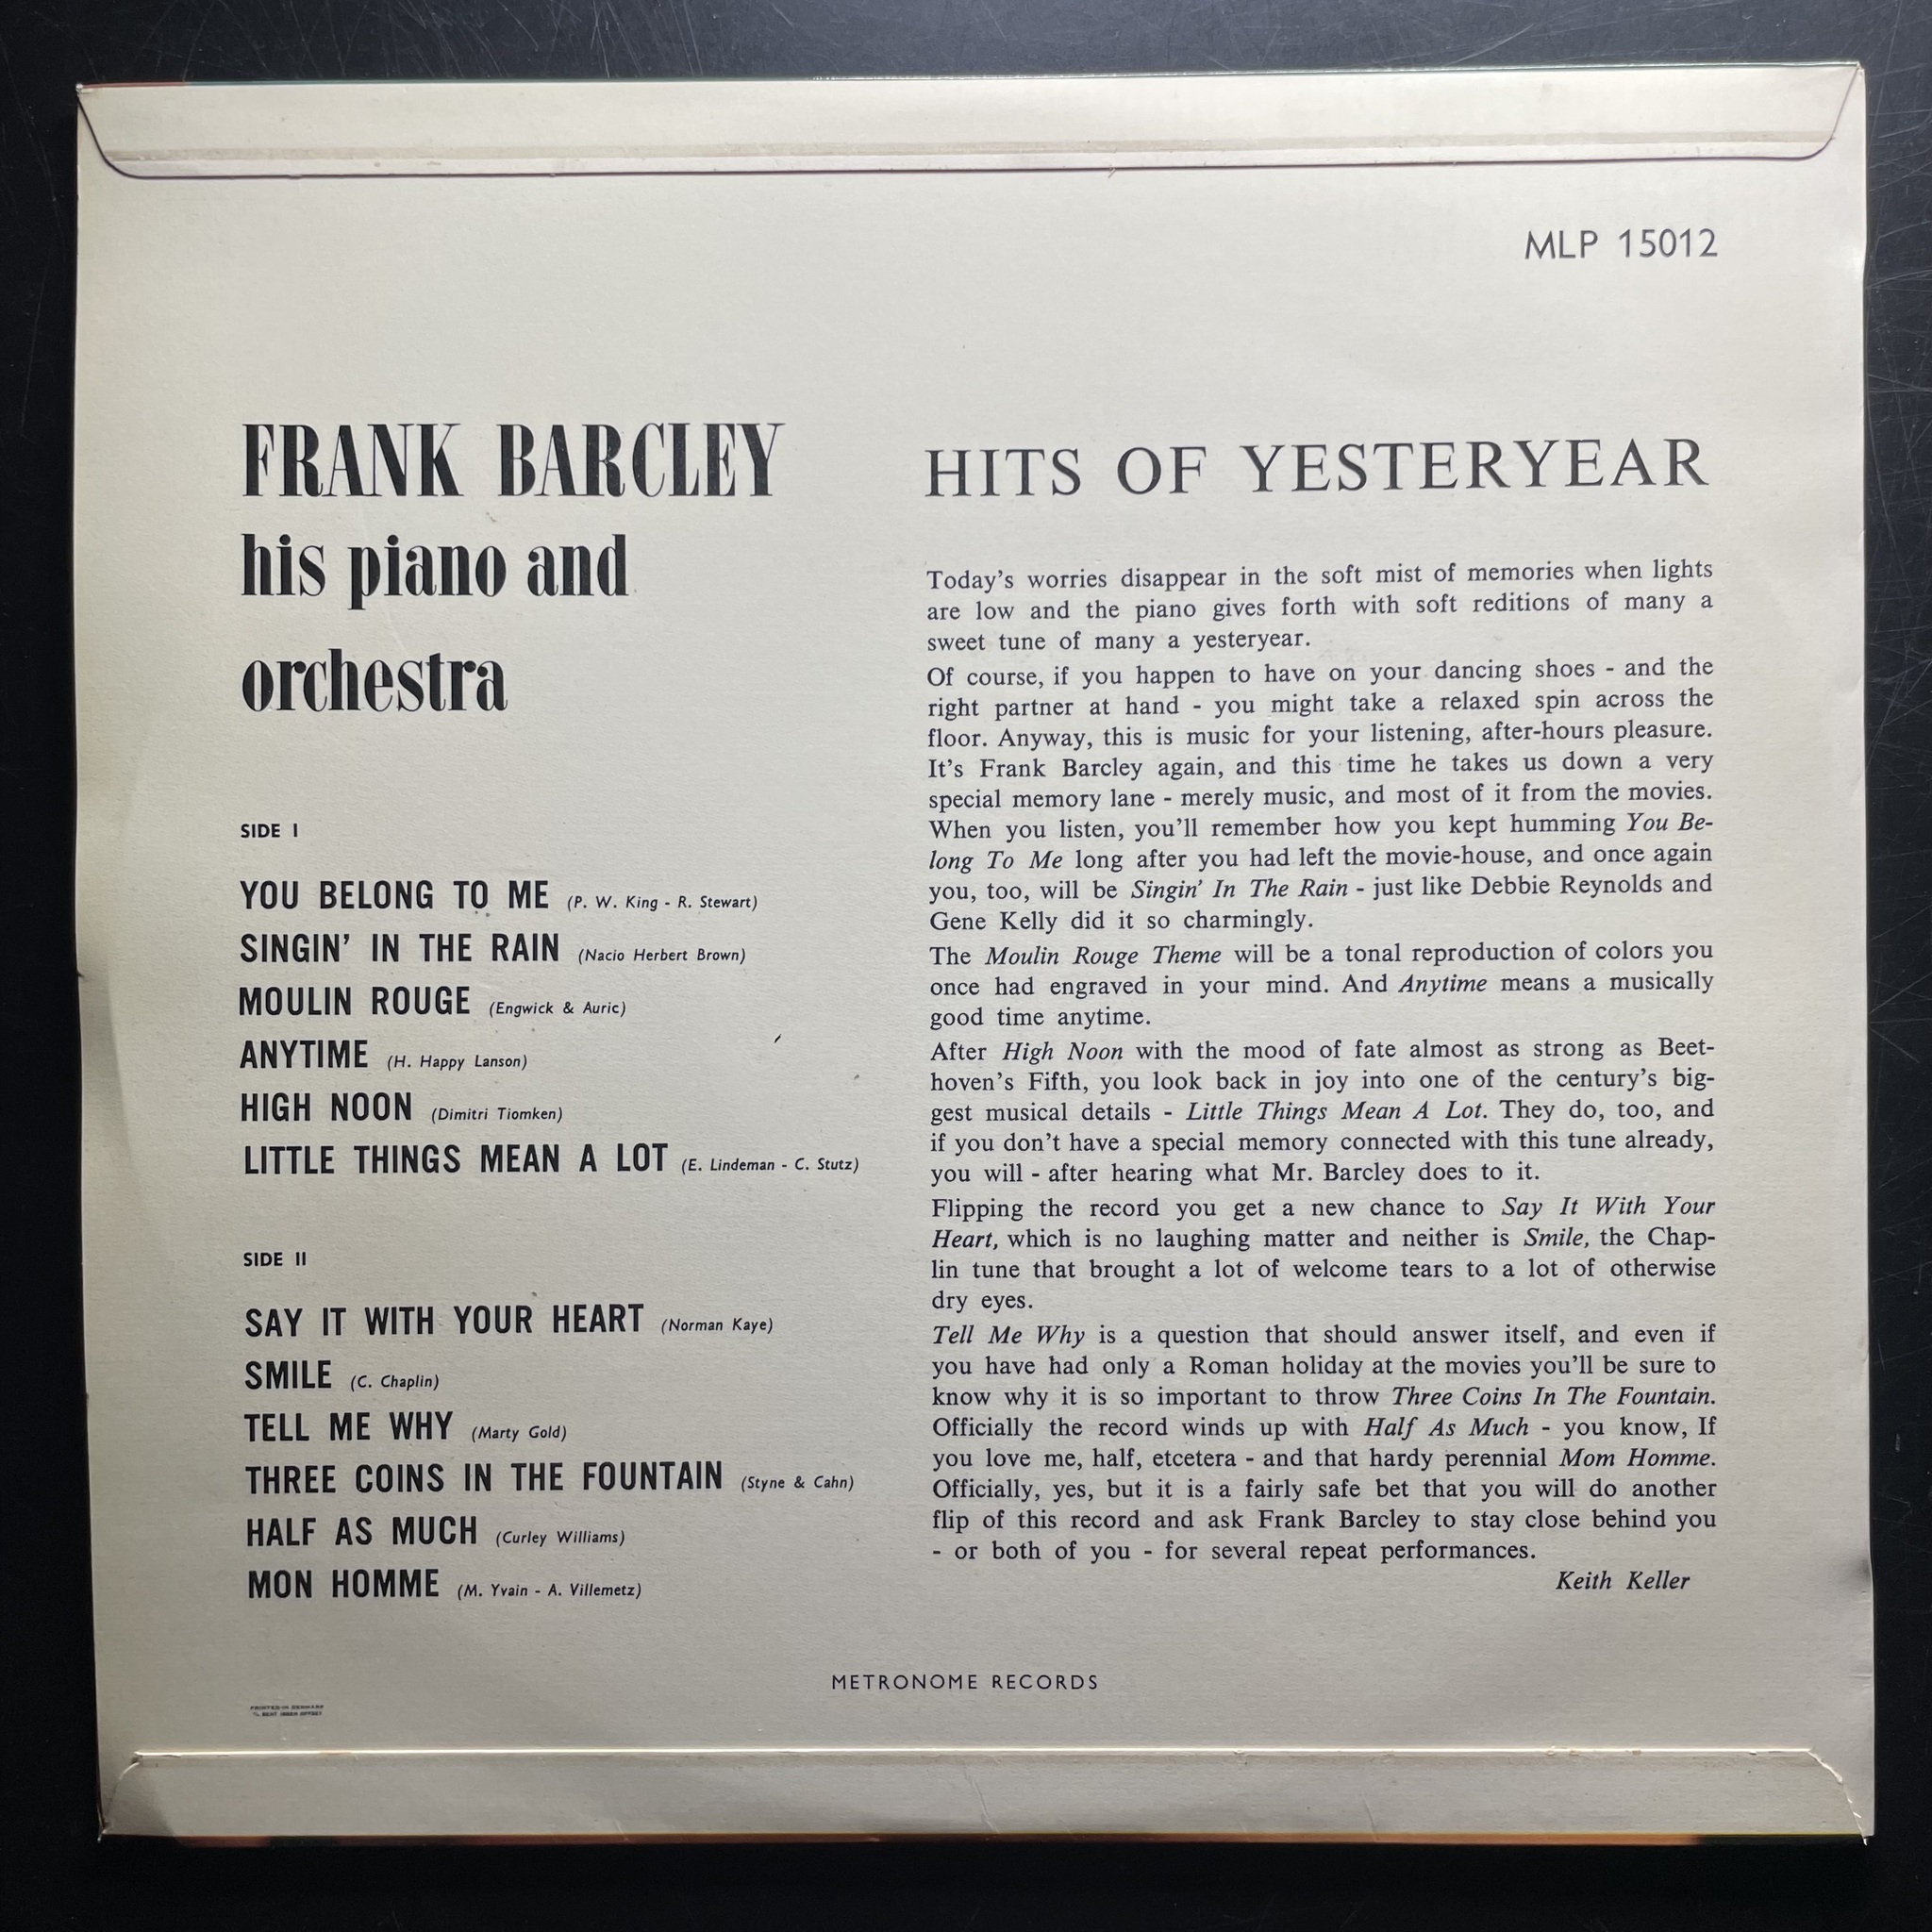 MLP 15012
FRANK BARCLEY
his piano and
orchestra
SIDE I
YOU BELONG TO ME (P. W. King - R. Stewart)
SINGIN' IN THE RAIN (Nacio Herbert Brown)
MOULIN ROUGE (Engwick & Auric)
ANYTIME (H. Happy Lanson)
HIGH NOON (Dimitri Tiomken)
LITTLE THINGS MEAN A LOT (E. Lindeman - C. Stutz)
SIDE II
SAY IT WITH YOUR HEART (Norman Kaye)
SMILE (C. Chaplin)
TELL ME WHY (Marty Gold)
THREE COINS IN THE FOUNTAIN (Styne & Cahn)
HALF AS MUCH (Curley Williams)
MON HOMME (M. Yvain - A. Villemetz)
HITS OF YESTERYEAR
Today's worries disappear in the soft mist of memories when lights
are low and the piano gives forth with soft reditions of many a
sweet tune of many a yesteryear.
Of course, if you happen to have on your dancing shoes - and the
right partner at hand - you might take a relaxed spin across the
floor. Anyway, this is music for your listening, after-hours pleasure.
It's Frank Barcley again, and this time he takes us down a very
special memory lane - merely music, and most of it from the movies.
When you listen, you'll remember how you kept humming You Be-
long To Me long after you had left the movie-house, and once again
you, too, will be Singin' In The Rain - just like Debbie Reynolds and
Gene Kelly did it so charmingly.
The Moulin Rouge Theme will be a tonal reproduction of colors you
once had engraved in your mind. And Anytime means a musically
good time anytime.
After High Noon with the mood of fate almost as strong as Beet-
hoven's Fifth, you look back in joy into one of the century's big-
gest musical details - Little Things Mean A Lot. They do, too, and
if you don't have a special memory connected with this tune already,
you will - after hearing what Mr. Barcley does to it.
Flipping the record you get a new chance to Say It With Your
Heart, which is no laughing matter and neither is Smile, the Chap-
lin tune that brought a lot of welcome tears to a lot of otherwise
dry eyes.
Tell Me Why is a question that should answer itself, and even if
you have had only a Roman holiday at the movies you'll be sure to
know why it is so important to throw Three Coins In The Fountain.
Officially the record winds up with Half As Much - you know, If
you love me, half, etcetera - and that hardy perennial Mom Homme.
Officially, yes, but it is a fairly safe bet that you will do another
flip of this record and ask Frank Barcley to stay close behind you
- or both of you - for several repeat performances.
Keith Keller
METRONOME RECORDS
PRINTED IN DENMARK